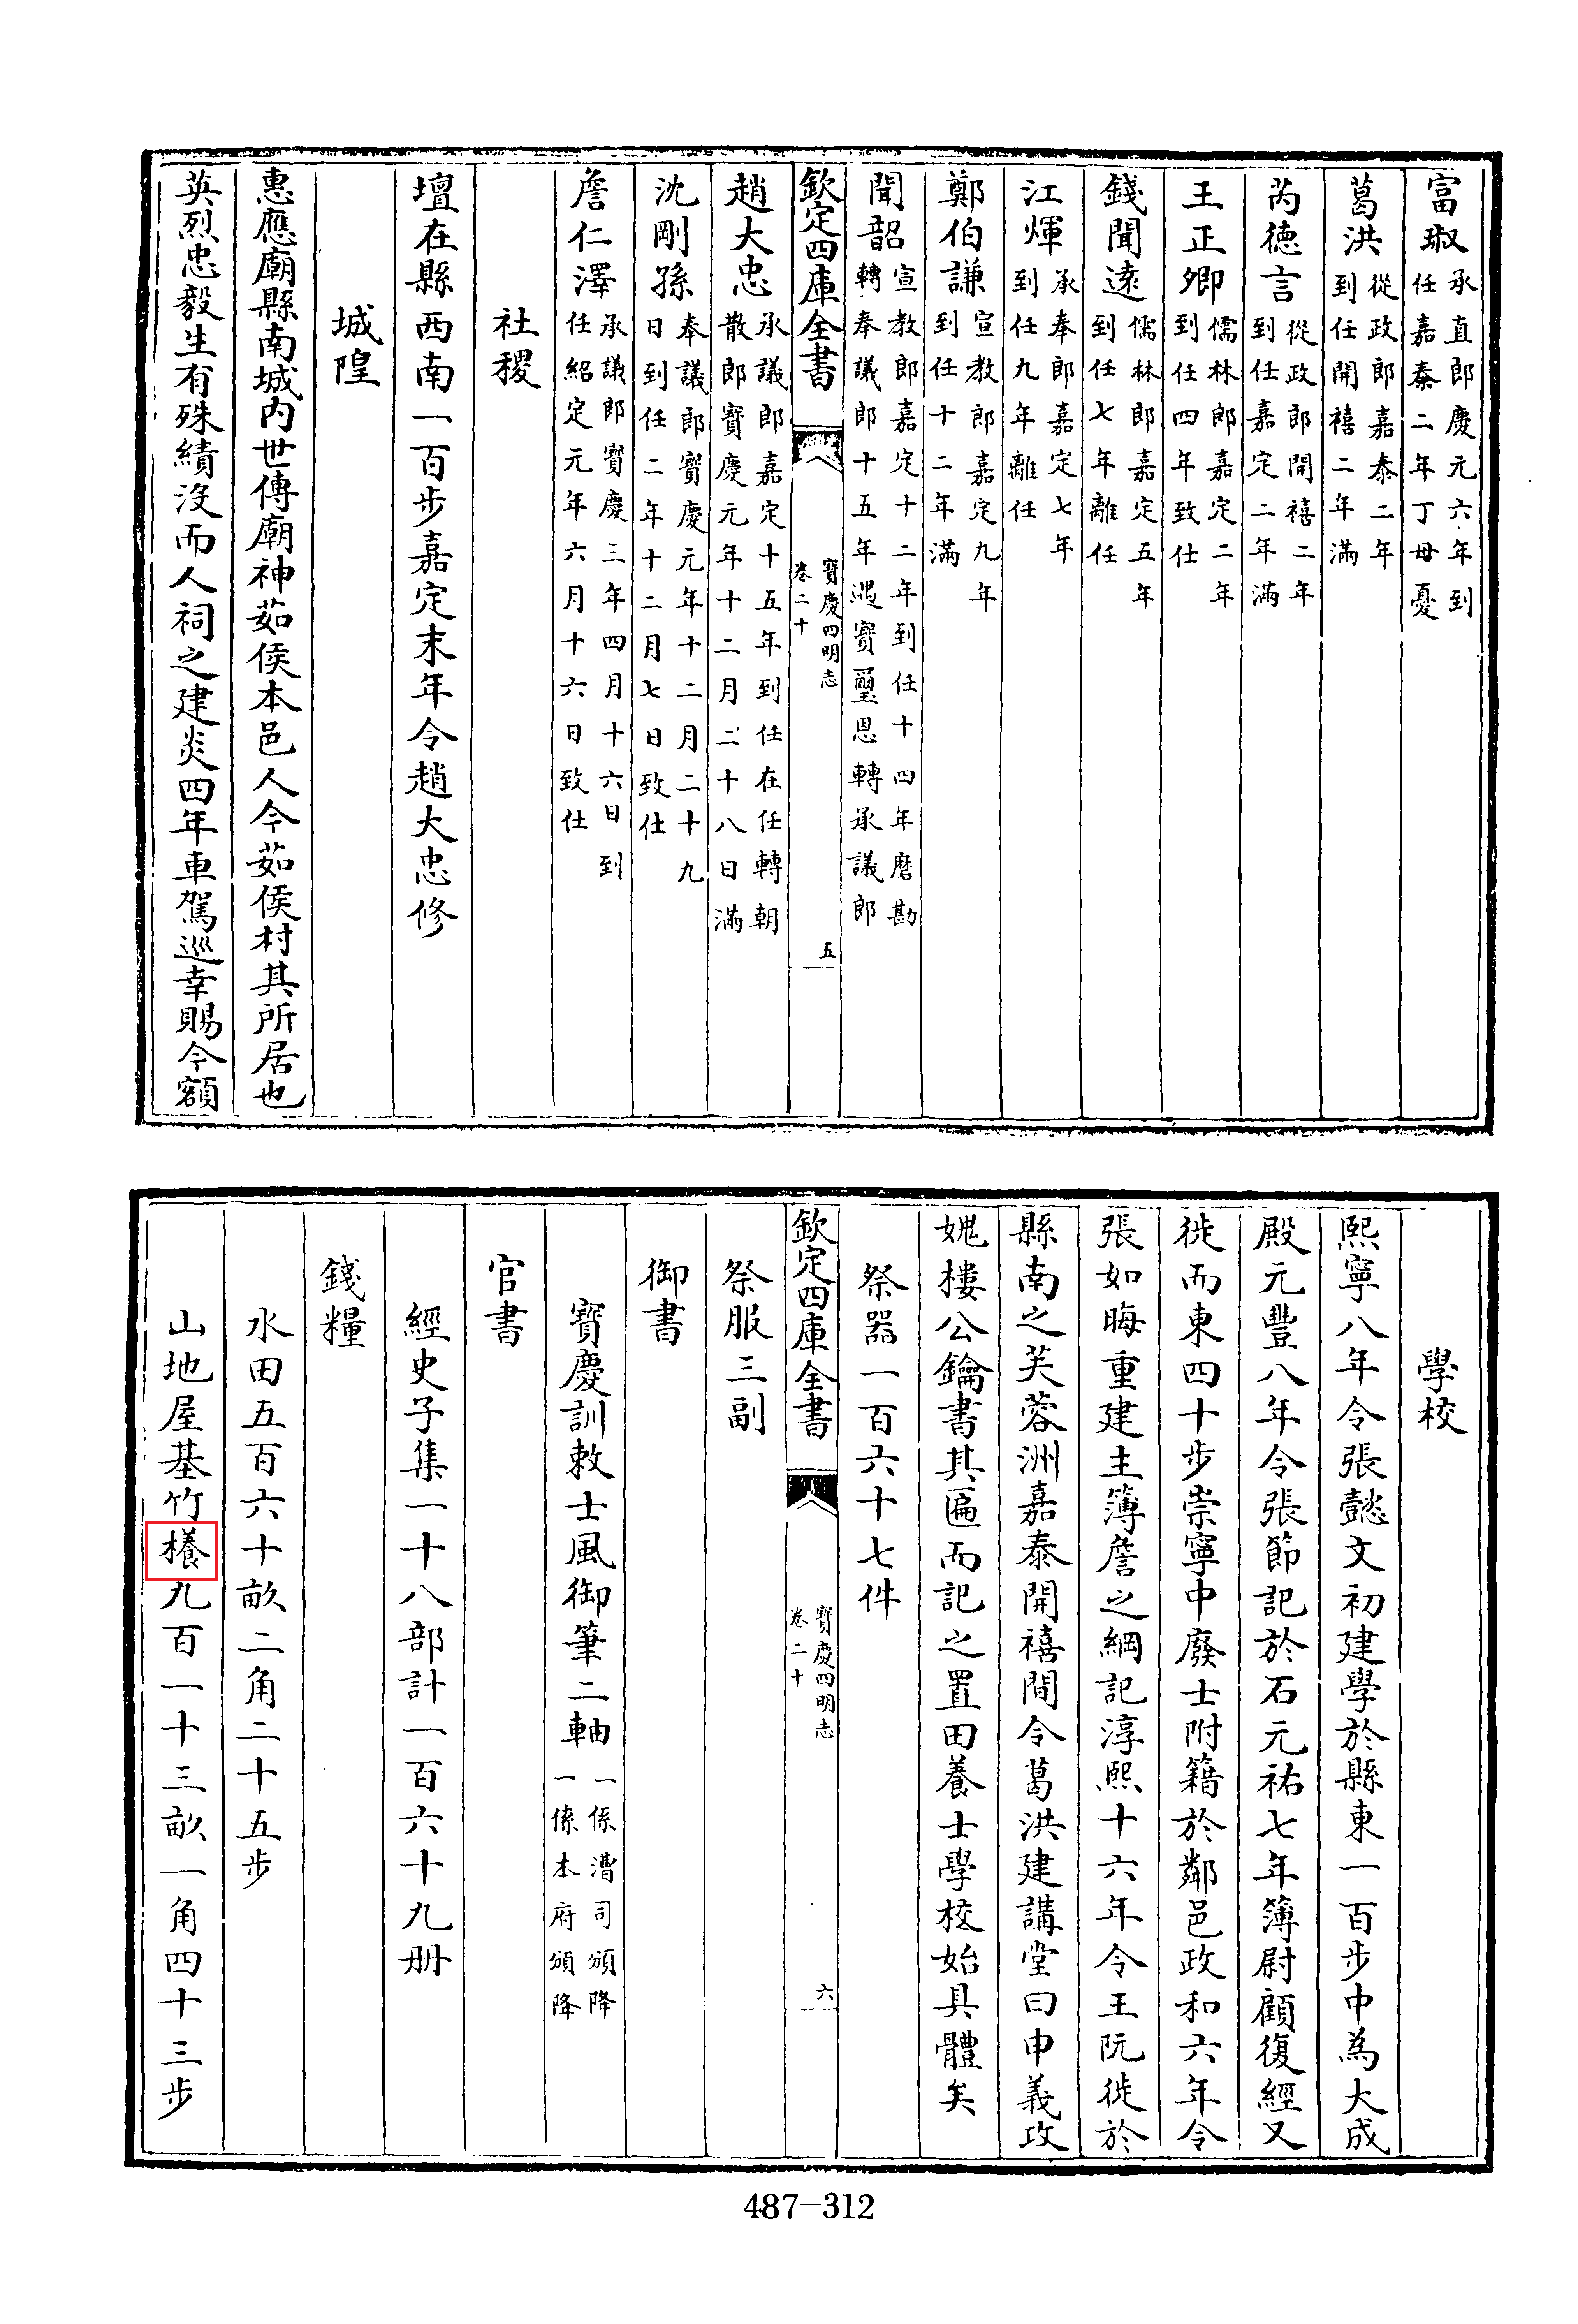 富琡承直郎慶元六年到任嘉泰二年丁母憂
葛洪從政郎嘉泰二年到任開禧二年滿
芮德言從政郎開禧二年到任嘉定二年滿
王正卿儒林郎嘉定二年到任四年致仕
錢聞遠儒林郎嘉定五年到任七年離任
江煇承奉郎嘉定七年到任九年離任
鄭伯謙宣教郎嘉定九年到任十二年滿
聞韶宣教郎嘉定十二年到任十四年磨勘轉奉議郎十五年遇寶璽恩轉承議郎
欽定四庫全書
寶慶四明志
卷二十
五
趙大忠承議郎嘉定十五年到任在任轉朝散郎寶慶元年十二月二十八日滿
沈剛孫奉議郎寶慶元年十二月二十九日到任二年十二月七日致仕
詹仁澤承議郎寶慶三年四月十六日到任紹定元年六月十六日致仕
社稷
壇在縣西南一百步嘉定末年令趙大忠修
城隍
惠應廟縣南城內世傳廟神茹侯本邑人今茹侯村其所居也
英烈忠毅生有殊績沒而人祠之建炎四年車駕巡幸賜今額
學校
熙寧八年令張懿文初建學於縣東一百步中為大成
殿元豐八年令張節記於石元祐七年簿尉顧復經又
徙而東四十步崇寧中廢士附籍於鄰邑政和六年令
張如晦重建主簿詹之綱記淳熙十六年令王阮徙於
縣南之芙蓉洲嘉泰開禧間令葛洪建講堂曰申義攻
媿樓公鑰書其匾而記之置田養士學校始具體矣
祭器一百六十七件
欽定四庫全書
寶慶四明志
卷二十
六
祭服三副
御書
寶慶訓敕士風御筆二軸一係漕司頒降一係本府頒降
官書
經史子集一十八部計一百六十九冊
錢糧
水田五百六十畝二角二十五步
山地屋基竹橠九百一十三畝一角四十三步
487-312